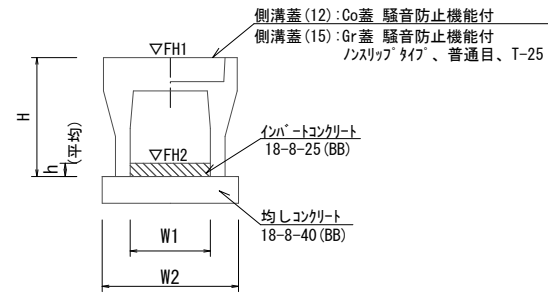 側溝蓋(12):Co蓋 騒音防止機能付
側溝蓋(15):Gr蓋 騒音防止機能付
ﾉﾝｽﾘｯﾌﾟﾀｲﾌﾟ、普通目、T-25
▽FH1
H
h
(平均)
▽FH2
ｲﾝﾊﾞｰﾄｺﾝｸﾘｰﾄ
18-8-25(BB)
均しｺﾝｸﾘｰﾄ
18-8-40(BB)
W1
W2